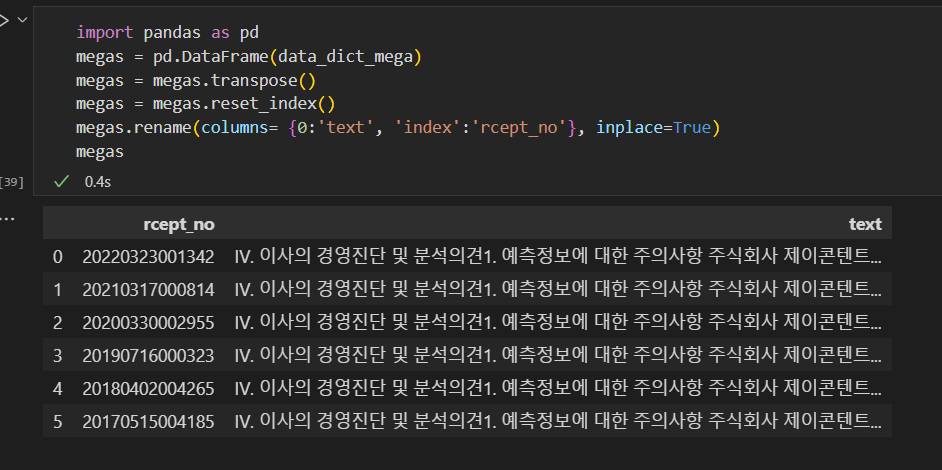 import pandas as pd
megas = pd.DataFrame(data_dict_mega)
megas = megas.transpose()
megas = megas.reset_index()
megas.rename(columns= {0:'text', 'index':'rcept_no'}, inplace=True)
megas
[39] 0.4s
...
rcept_no text
0 20220323001342 IV. 이사의 경영진단 및 분석의견1. 예측정보에 대한 주의사항 주식회사 제이콘텐트...
1 20210317000814 IV. 이사의 경영진단 및 분석의견1. 예측정보에 대한 주의사항 주식회사 제이콘텐트...
2 20200330002955 IV. 이사의 경영진단 및 분석의견1. 예측정보에 대한 주의사항 주식회사 제이콘텐트...
3 20190716000323 IV. 이사의 경영진단 및 분석의견1. 예측정보에 대한 주의사항 주식회사 제이콘텐트...
4 20180402004265 IV. 이사의 경영진단 및 분석의견1. 예측정보에 대한 주의사항 주식회사 제이콘텐트...
5 20170515004185 IV. 이사의 경영진단 및 분석의견1. 예측정보에 대한 주의사항 주식회사 제이콘텐트...